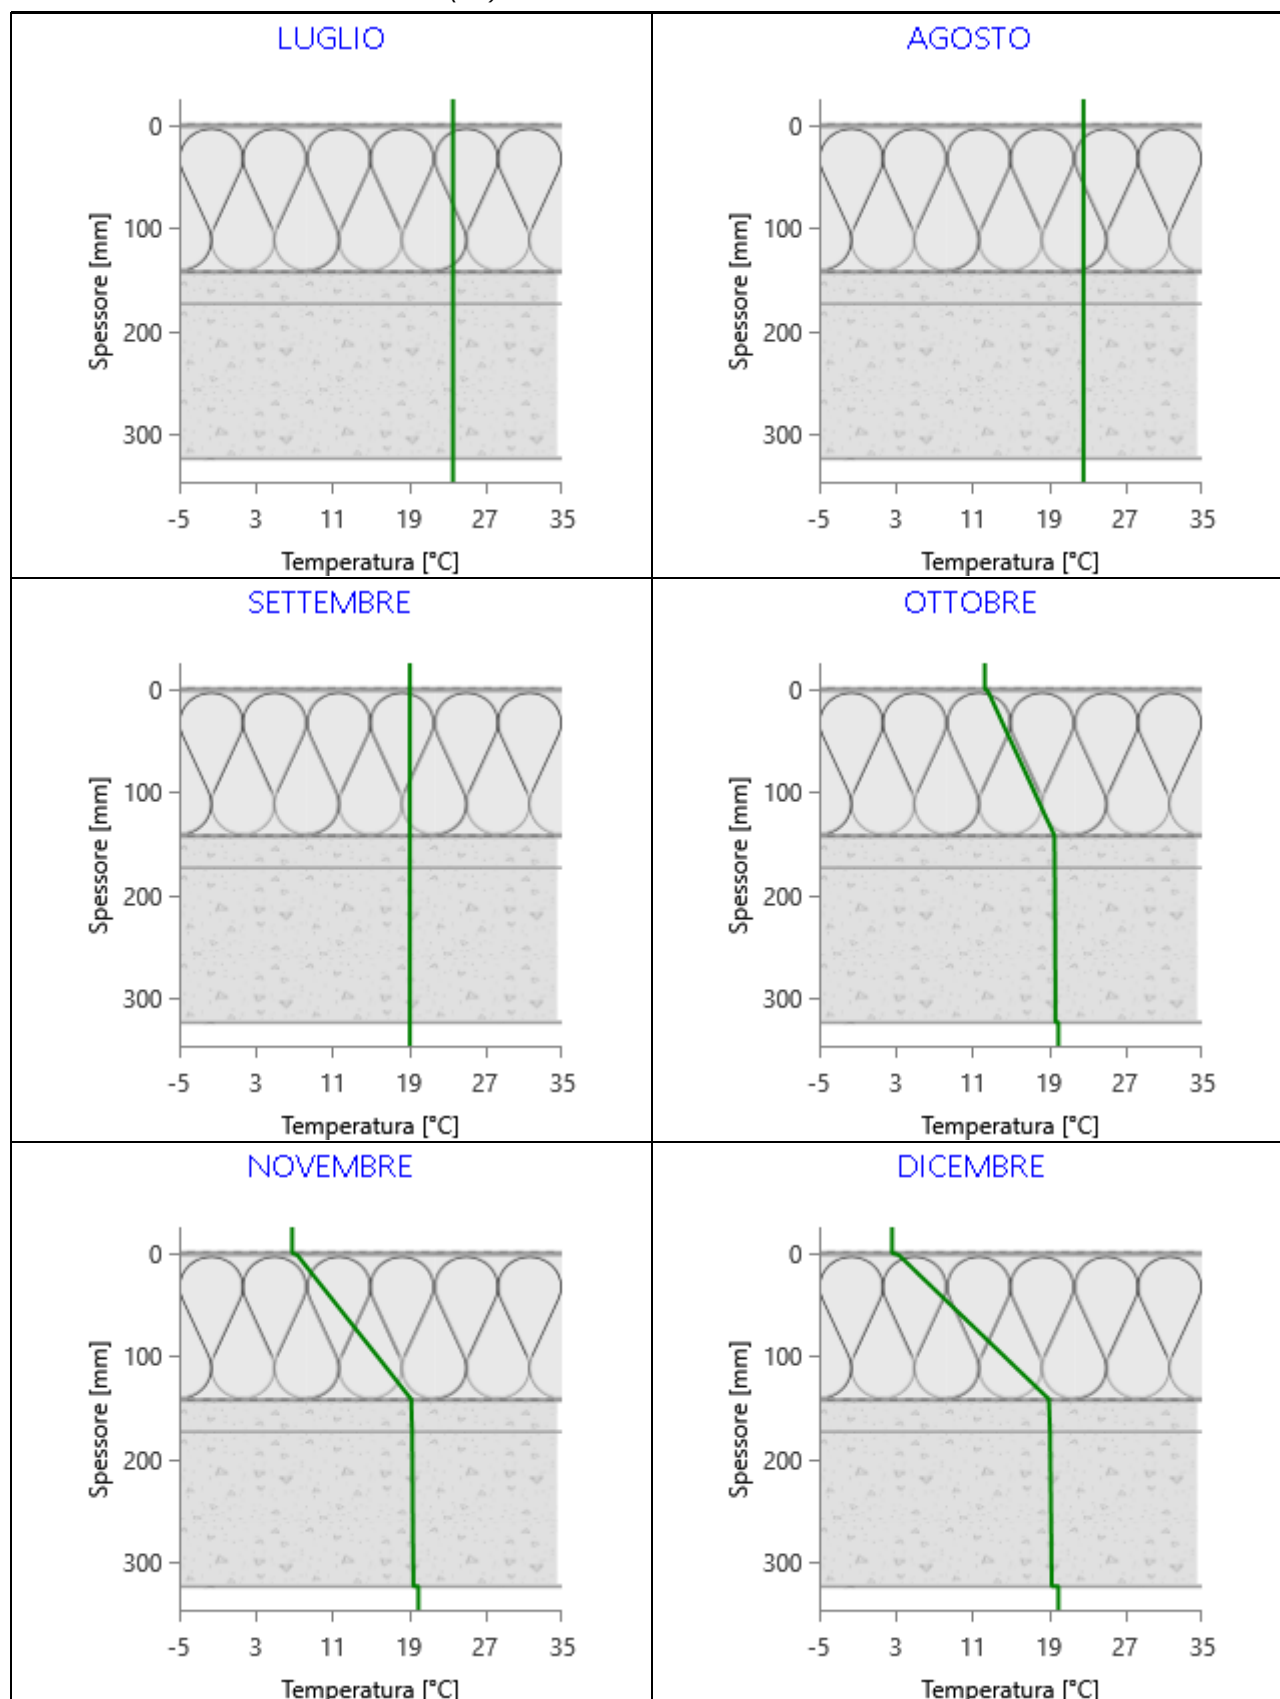 LUGLIO
0
100
200
300
Spessore [mm]
-5 3 11 19 27 35
Temperatura [°C]
AGOSTO
0
100
200
300
Spessore [mm]
-5 3 11 19 27 35
Temperatura [°C]
SETTEMBRE
0
100
200
300
Spessore [mm]
-5 3 11 19 27 35
Temperatura [°C]
OTTOBRE
0
100
200
300
Spessore [mm]
-5 3 11 19 27 35
Temperatura [°C]
NOVEMBRE
0
100
200
300
Spessore [mm]
-5 3 11 19 27 35
Temperatura [°C]
DICEMBRE
0
100
200
300
Spessore [mm]
-5 3 11 19 27 35
Temperatura [°C]